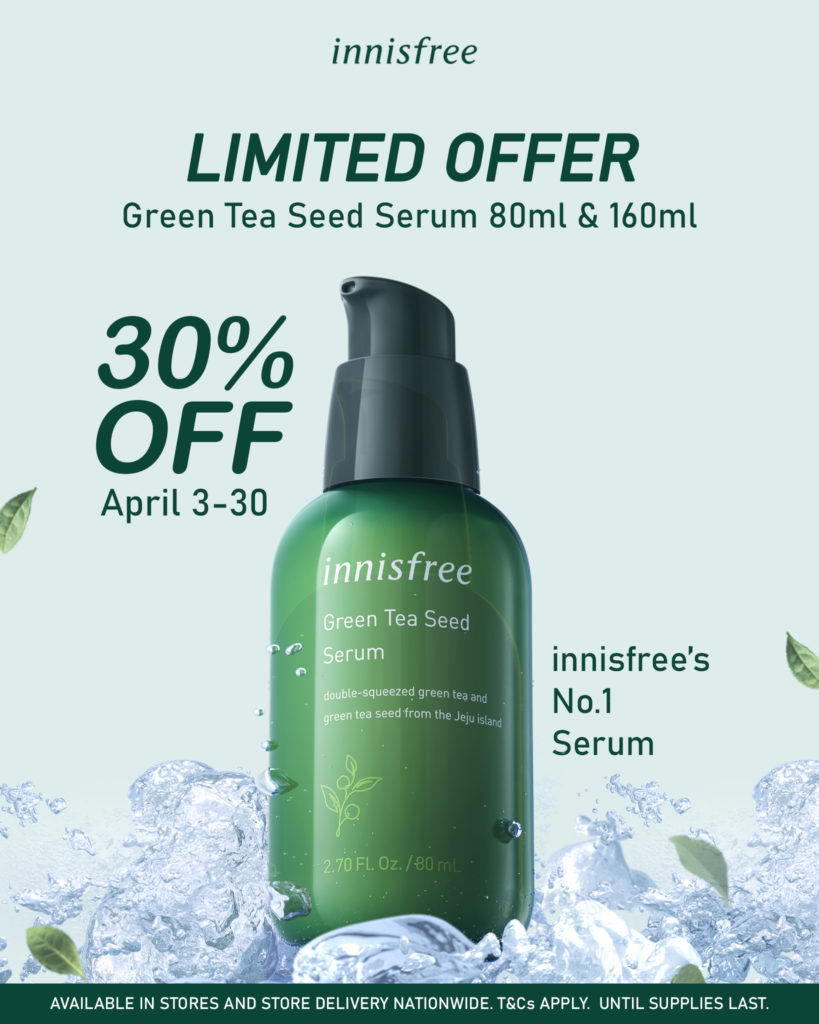 innisfree
LIMITED OFFER
Green Tea Seed Serum 80ml & 160ml
30%
OFF
April 3-30
innisfree
Green Tea Seed
Serum
double-squeezed green tea and
green tea seed from the Jeju island
2.70 Fl. Oz. / 80 mL
innisfree's
No.1
Serum
AVAILABLE IN STORES AND STORE DELIVERY NATIONWIDE. T&Cs APPLY. UNTIL SUPPLIES LAST.